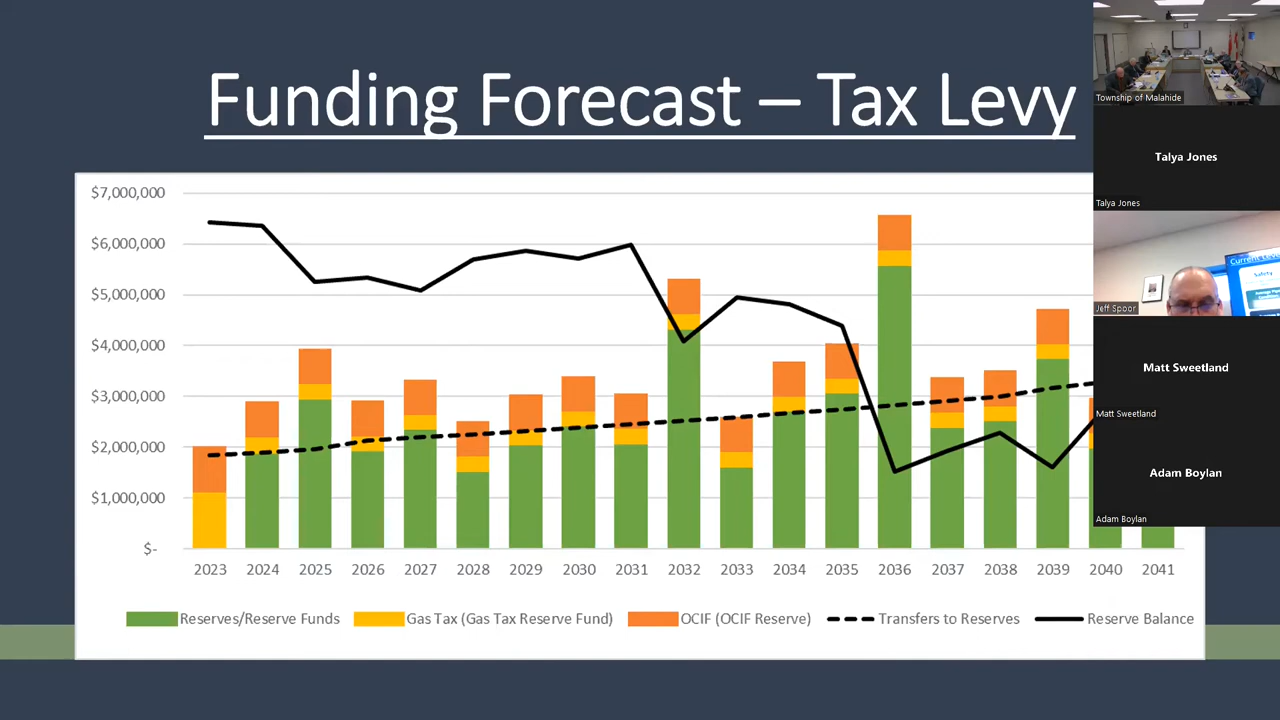 Funding Forecast – Tax Levy
$7,000,000
$6,000,000
$5,000,000
$4,000,000
$3,000,000
$2,000,000
$1,000,000
$-
2023 2024 2025 2026 2027 2028 2029 2030 2031 2032 2033 2034 2035 2036 2037 2038 2039 2040 2041
Reserves/Reserve Funds Gas Tax (Gas Tax Reserve Fund) OCIF (OCIF Reserve) Transfers to Reserves Reserve Balance
Township of Malahide
Talya Jones
Talya Jones
Current Leve
Safety
Jeff Spoor
Matt Sweetland
Matt Sweetland
Adam Boylan
Adam Boylan